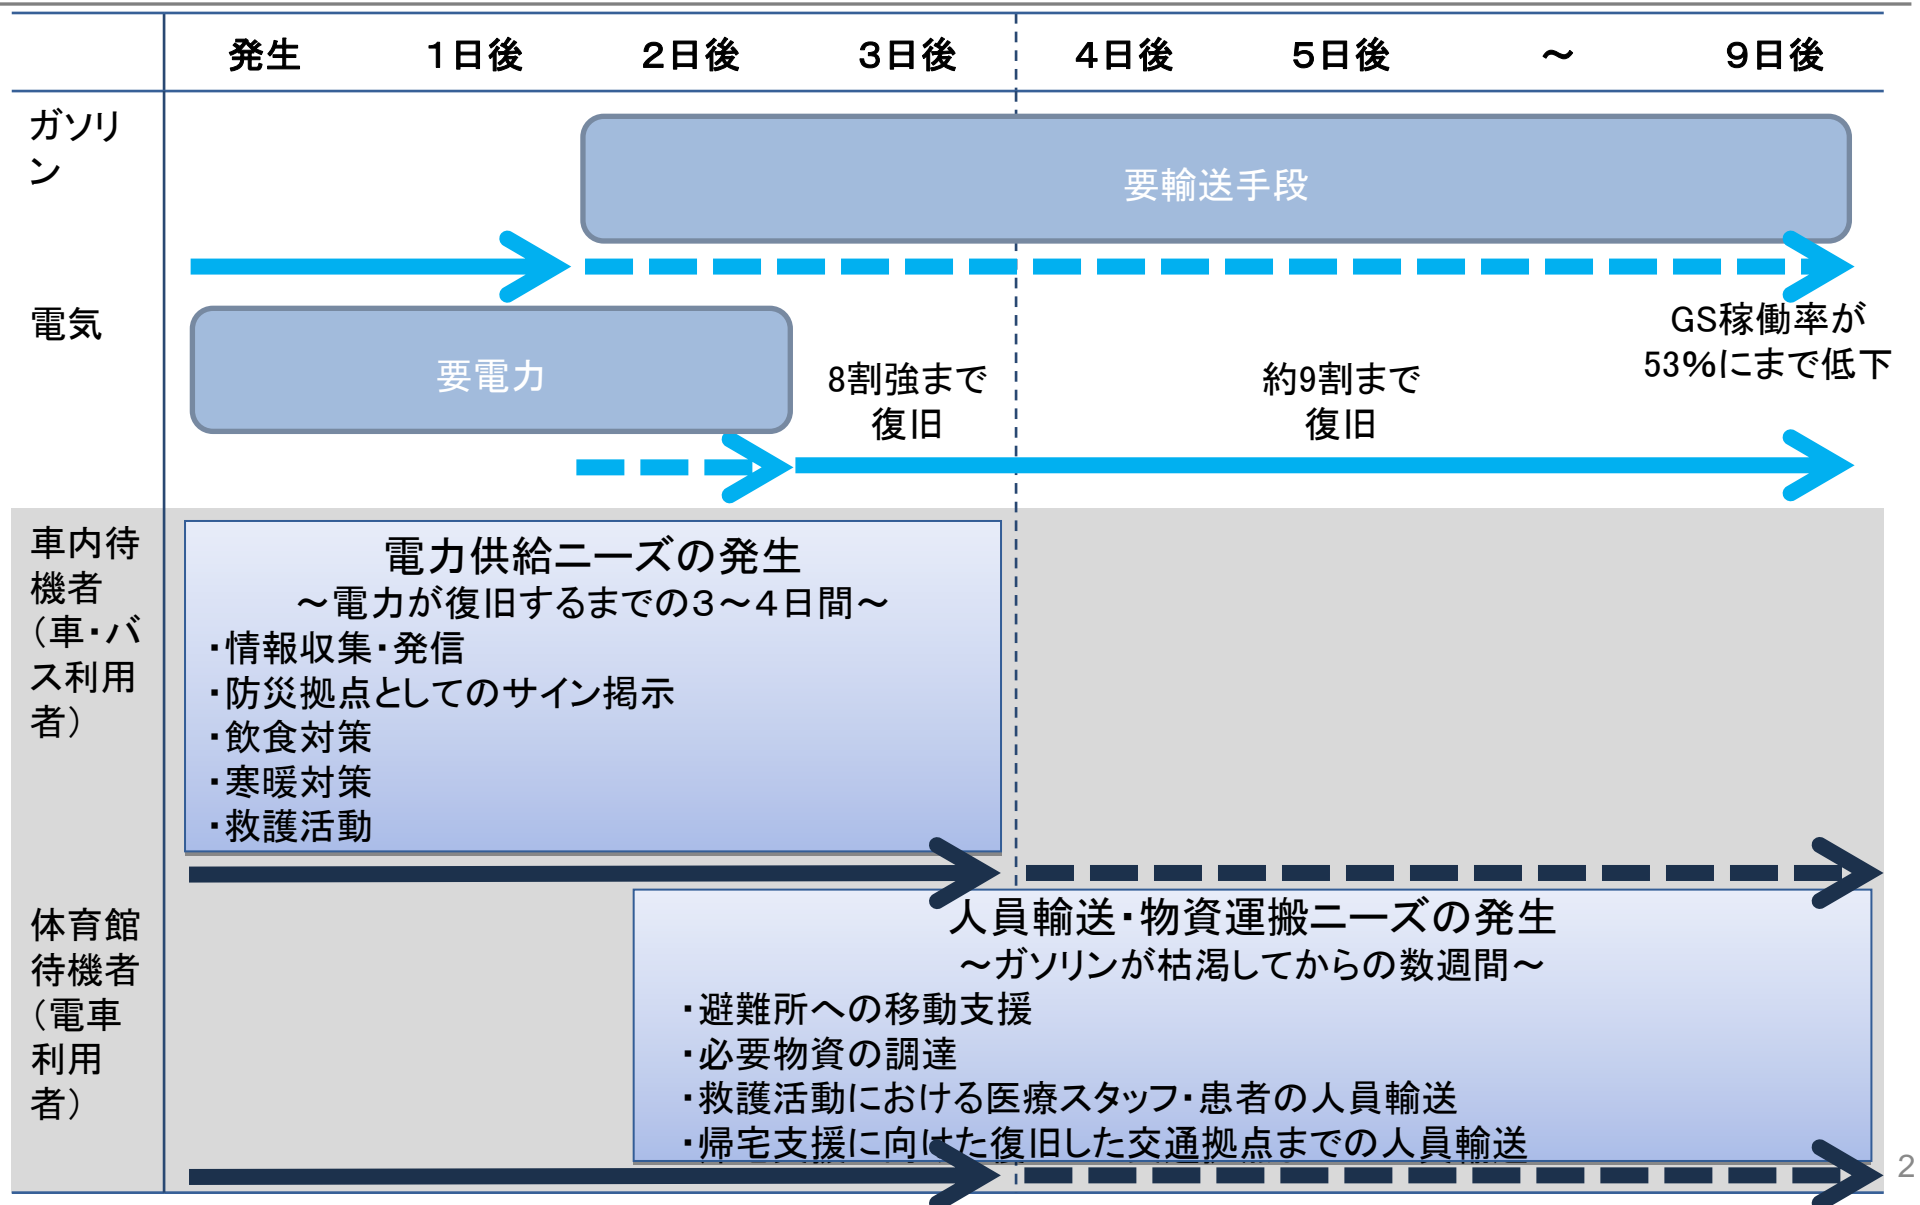 発生 1日後 2日後 3日後 4日後 5日後 ～ 9日後
ガソリ
ン
要輸送手段
電気
要電力
8割強まで
復旧
約9割まで
復旧
GS稼働率が
53%にまで低下
車内待
機者
（車・バ
ス利用
者）
電力供給ニーズの発生
～電力が復旧するまでの3～4日間～
・情報収集・発信
・防災拠点としてのサイン掲示
・飲食対策
・寒暖対策
・救護活動
体育館
待機者
（電車
利用
者）
人員輸送・物資運搬ニーズの発生
～ガソリンが枯渇してからの数週間～
・避難所への移動支援
・必要物資の調達
・救護活動における医療スタッフ・患者の人員輸送
・帰宅支援に向けた復旧した交通拠点までの人員輸送
2